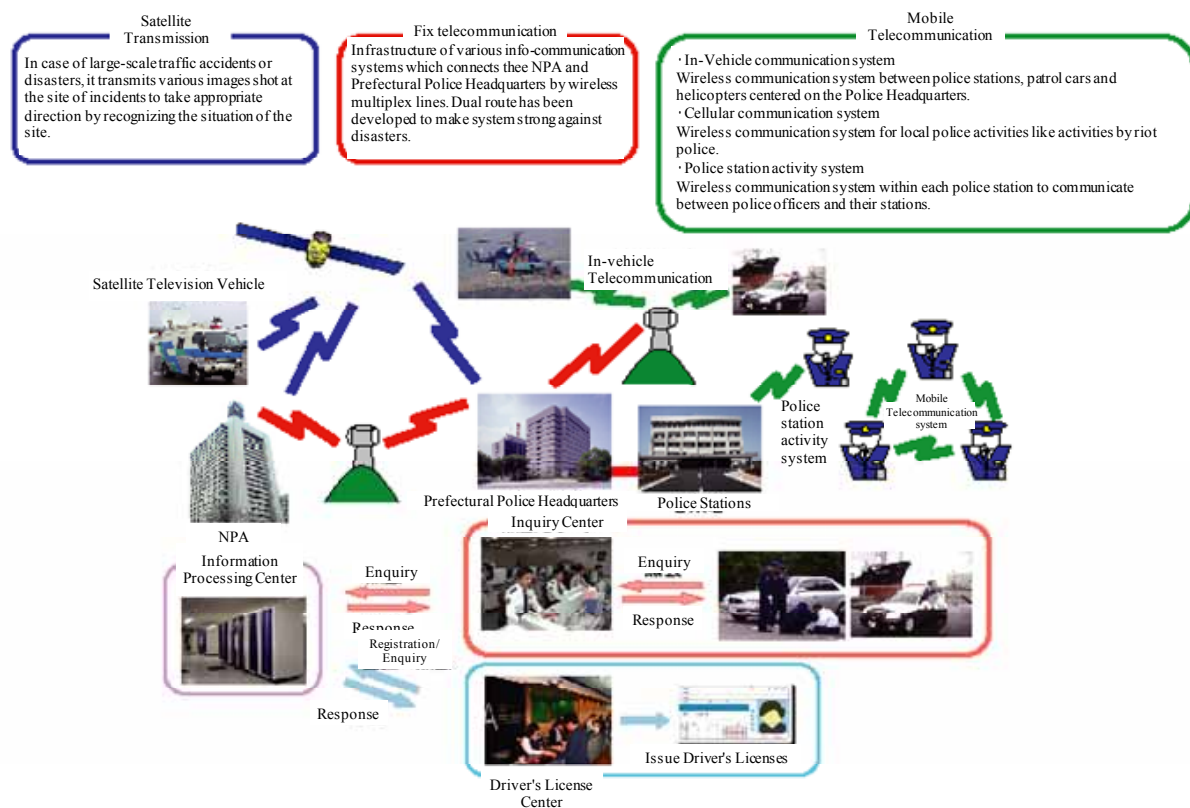 Satellite
Transmission
In case of large-scale traffic accidents or
disasters, it transmits various images shot at
the site of incidents to take appropriate
direction by recognizing the situation of the
site.
Fix telecommunication
Infrastructure of various info-communication
systems which connects thee NPA and
Prefectural Police Headquarters by wireless
multiplex lines. Dual route has been
developed to make system strong against
disasters.
Mobile
Telecommunication
・In-Vehicle communication system
Wireless communication system between police stations, patrol cars and
helicopters centered on the Police Headquarters.
・Cellular communication system
Wireless communication system for local police activities like activities by riot
police.
・Police station activity system
Wireless communication system within each police station to communicate
between police officers and their stations.
Satellite Television Vehicle
In-vehicle
Telecommunication
Police
station
activity
system
Mobile
Telecommunication
system
NPA
Prefectural Police Headquarters
Police Stations
Information
Processing Center
Enquiry
Response
Registration/
Enquiry
Response
Inquiry Center
Enquiry
Response
Driver's License
Center
Issue Driver's Licenses